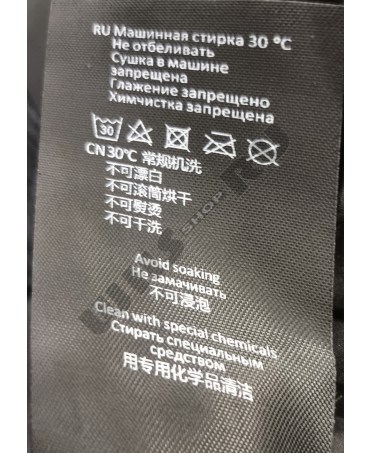 RU Машинная стирка 30 °C
Не отбеливать
Сушка в машине
запрещена
Глажение запрещено
Химчистка запрещена
30
CN 30℃ 常规机洗
不可漂白
不可滚筒烘干
不可熨烫
不可干洗
Avoid soaking
Не замачивать
不可浸泡
Clean with special chemicals
Стирать специальным
средством
用专用化学品清洁
SHOP